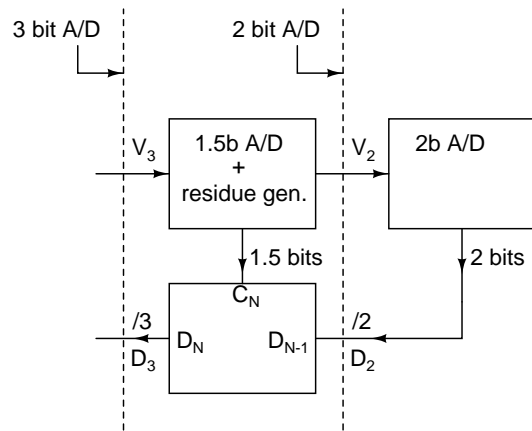 3 bit A/D
2 bit A/D
V3
1.5b A/D
+
residue gen.
V2
2b A/D
1.5 bits
2 bits
CN
/3
DN
DN-1
/2
D3
D2